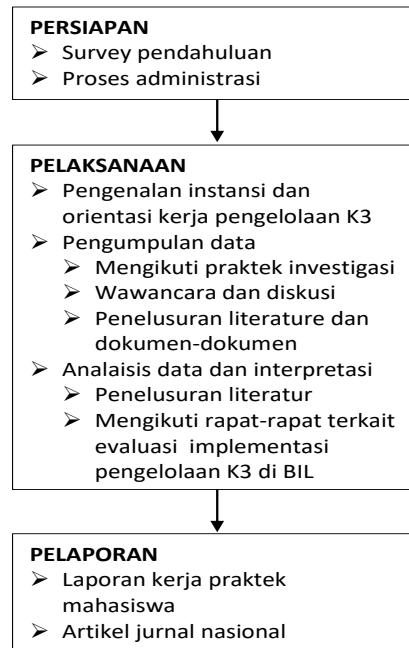 PERSIAPAN
➢ Survey pendahuluan
➢ Proses administrasi
PELAKSANAAN
➢ Pengenalan instansi dan
orientasi kerja pengelolaan K3
➢ Pengumpulan data
➢ Mengikuti praktek investigasi
➢ Wawancara dan diskusi
➢ Penelusuran literature dan
dokumen-dokumen
➢ Analaisis data dan interpretasi
➢ Penelusuran literatur
➢ Mengikuti rapat-rapat terkait
evaluasi implementasi
pengelolaan K3 di BIL
PELAPORAN
➢ Laporan kerja praktek
mahasiswa
➢ Artikel jurnal nasional